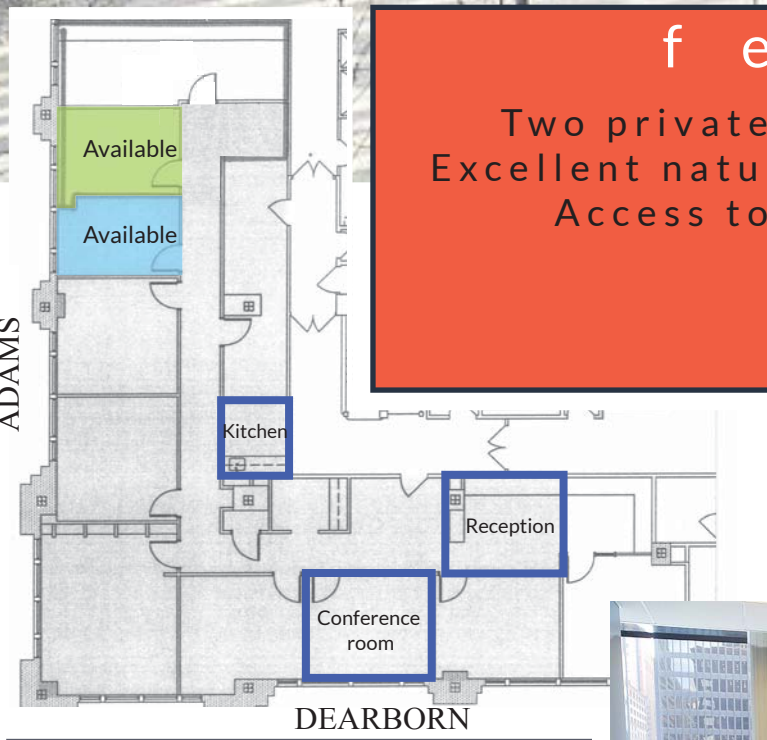 f e
Two private
Excellent natu
Access to
Available
Available
ADAMS
Kitchen
Reception
Conference
room
DEARBORN